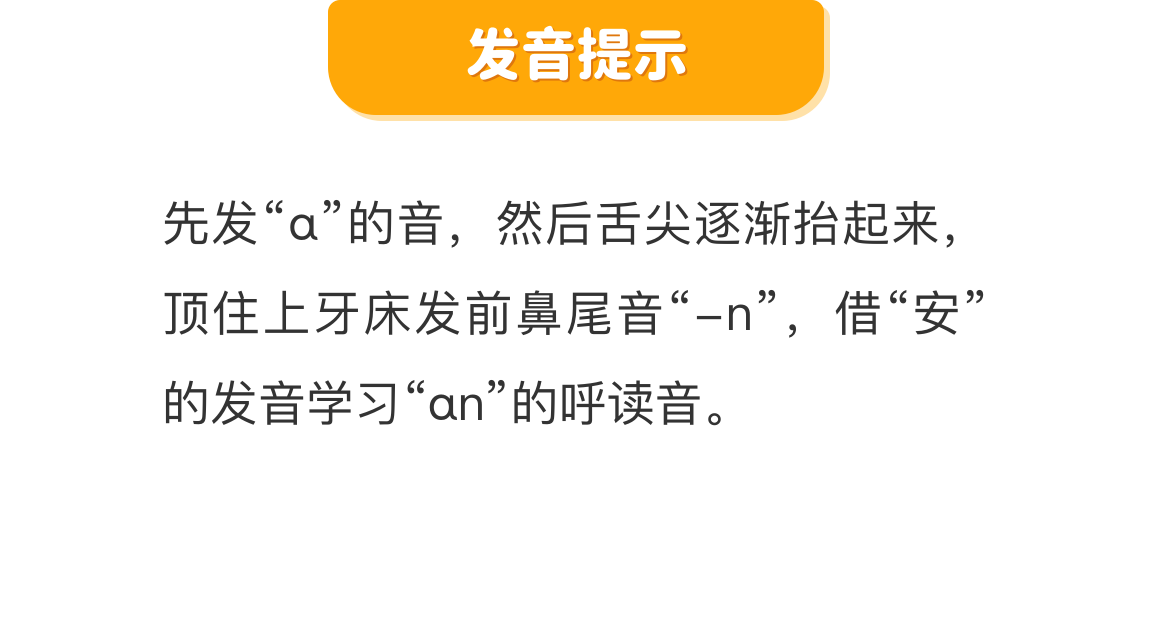 发音提示
先发“ɑ”的音，然后舌尖逐渐抬起来，
顶住上牙床发前鼻尾音“–n”，借“安”
的发音学习“ɑn”的呼读音。